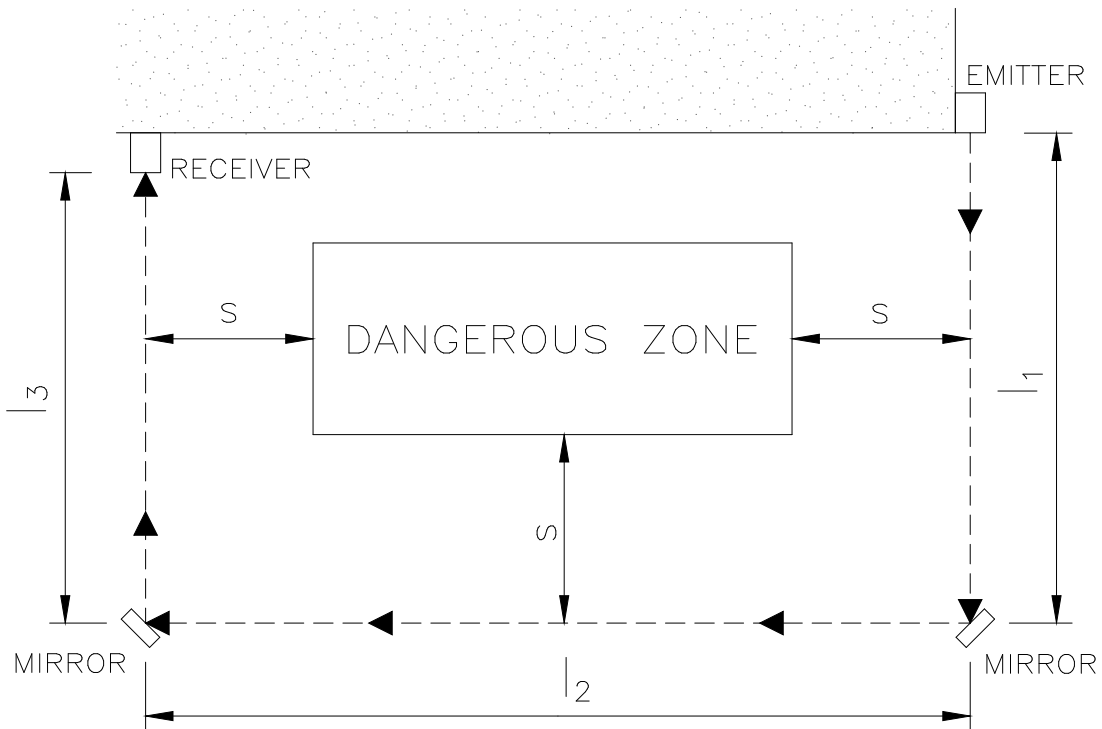 EMITTER
RECEIVER
S
S
DANGEROUS ZONE
l3
l1
S
MIRROR
MIRROR
l2